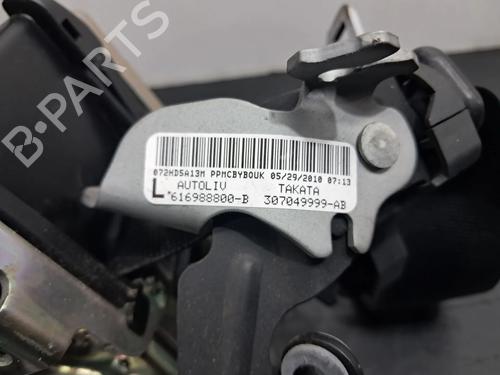 B-PARTS
072HD5A13M PPMCBYBOUK 05/29/2010 07:13
L AUTOLIV TAKATA
*616988800-B 307049999-AB